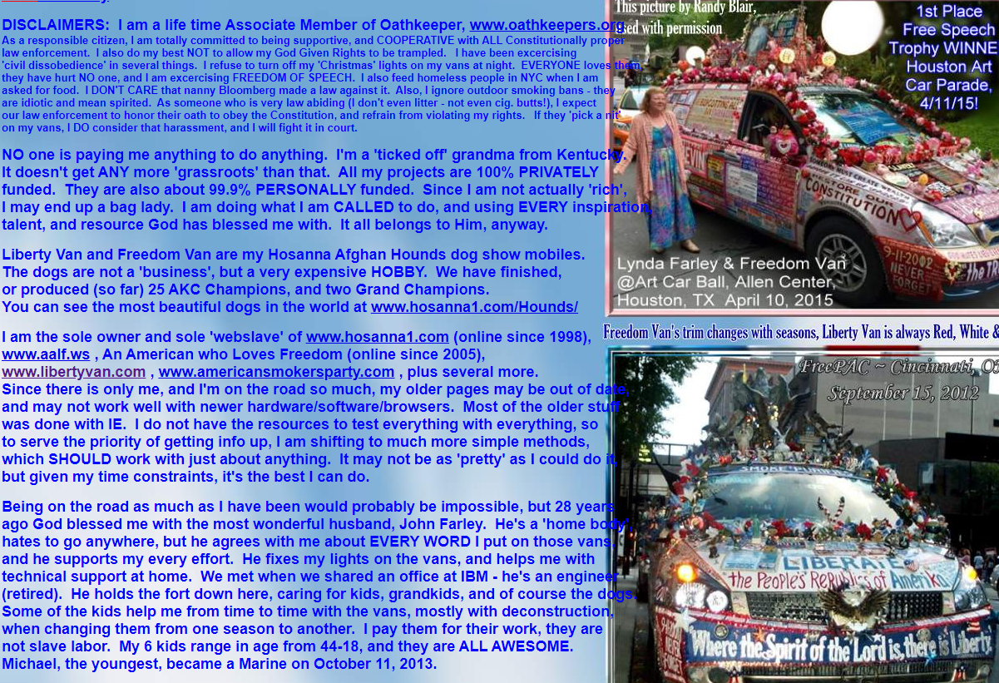 DISCLAIMERS:  I am a life time Associate Member of Oathkeeper, www.oathkeepers.org
As a responsible citizen, I am totally committed to being supportive, and COOPERATIVE with ALL Constitutionally proper
law enforcement.  I also do my best NOT to allow my God Given Rights to be trampled.   I have been excercising
'civil dissobedience' in several things.  I refuse to turn off my 'Christmas' lights on my vans at night.  EVERYONE loves them,
they have hurt NO one, and I am excercising FREEDOM OF SPEECH.  I also feed homeless people in NYC when I am
asked for food.  I DON'T CARE that nanny Bloomberg made a law against it.  Also, I ignore outdoor smoking bans - they
are idiotic and mean spirited.  As someone who is very law abiding (I don't even litter - not even cig. butts!), I expect
our law enforcement to honor their oath to obey the Constitution, and refrain from violating my rights.   If they 'pick a nit'
on my vans, I DO consider that harassment, and I will fight it in court.
NO one is paying me anything to do anything.  I'm a 'ticked off' grandma from Kentucky.
It doesn't get ANY more 'grassroots' than that.  All my projects are 100% PRIVATELY
funded.  They are also about 99.9% PERSONALLY funded.  Since I am not actually 'rich',
I may end up a bag lady.  I am doing what I am CALLED to do, and using EVERY inspiration,
talent, and resource God has blessed me with.  It all belongs to Him, anyway.
Liberty Van and Freedom Van are my Hosanna Afghan Hounds dog show mobiles.
The dogs are not a 'business', but a very expensive HOBBY.  We have finished,
or produced (so far) 25 AKC Champions, and two Grand Champions.
You can see the most beautiful dogs in the world at www.hosanna1.com/Hounds/
I am the sole owner and sole 'webslave' of www.hosanna1.com (online since 1998),
www.aalf.ws , An American who Loves Freedom (online since 2005),
www.libertyvan.com , www.americansmokersparty.com , plus several more.
Since there is only me, and I'm on the road so much, my older pages may be out of date,
and may not work well with newer hardware/software/browsers.  Most of the older stuff
was done with IE.  I do not have the resources to test everything with everything, so
to serve the priority of getting info up, I am shifting to much more simple methods,
which SHOULD work with just about anything.  It may not be as 'pretty' as I could do it,
but given my time constraints, it's the best I can do.
Being on the road as much as I have been would probably be impossible, but 28 years
ago God blessed me with the most wonderful husband, John Farley.  He's a 'home body',
hates to go anywhere, but he agrees with me about EVERY WORD I put on those vans,
and he supports my every effort.  He fixes my lights on the vans, and helps me with
technical support at home.  We met when we shared an office at IBM - he's an engineer
(retired).  He holds the fort down here, caring for kids, grandkids, and of course the dogs.
Some of the kids help me from time to time with the vans, mostly with deconstruction,
when changing them from one season to another.  I pay them for their work, they are
not slave labor.  My 6 kids range in age from 44-18, and they are ALL AWESOME.
Michael, the youngest, became a Marine on October 11, 2013.
This picture by Randy Blair,
used with permission
1st Place
Free Speech
Trophy WINNE
Houston Art
Car Parade,
4/11/15!
CONSTITUTION
9-11-2002
NEVER
FORGET
Lynda Farley & Freedom Van
@Art Car Ball, Allen Center,
Houston, TX  April 10, 2015
Freedom Van's trim changes with seasons, Liberty Van is always Red, White &
FreePAC ~ Cincinnati, O
September 15, 2012
LIBERATE
the People's Republics of Amerika
Where the Spirit of the Lord is, there is Liberty